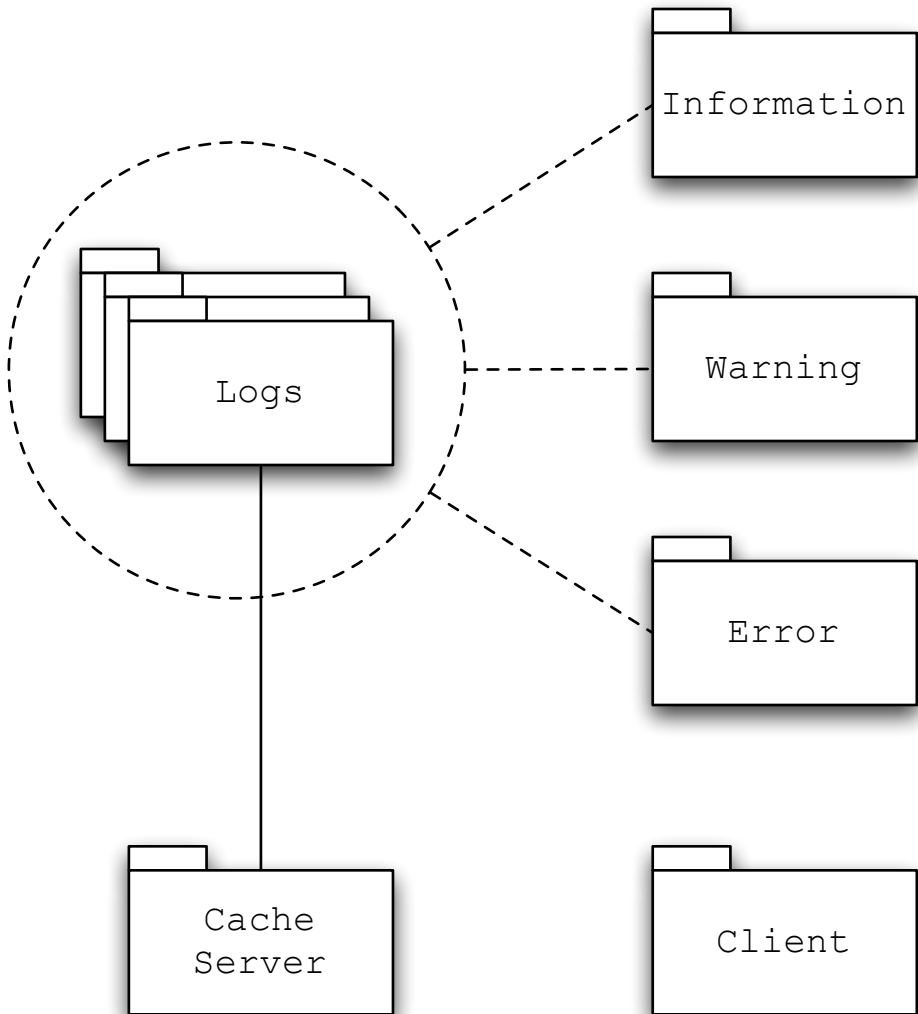 Information
Logs
Warning
Error
Cache
Server
Client